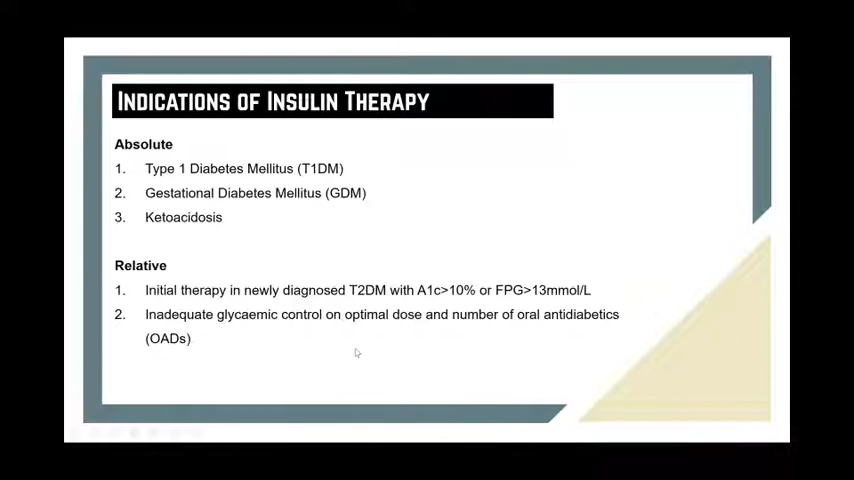 INDICATIONS OF INSULIN THERAPY
Absolute
1. Type 1 Diabetes Mellitus (T1DM)
2. Gestational Diabetes Mellitus (GDM)
3. Ketoacidosis
Relative
1. Initial therapy in newly diagnosed T2DM with A1c>10% or FPG>13mmol/L
2. Inadequate glycaemic control on optimal dose and number of oral antidiabetics
(OADs)